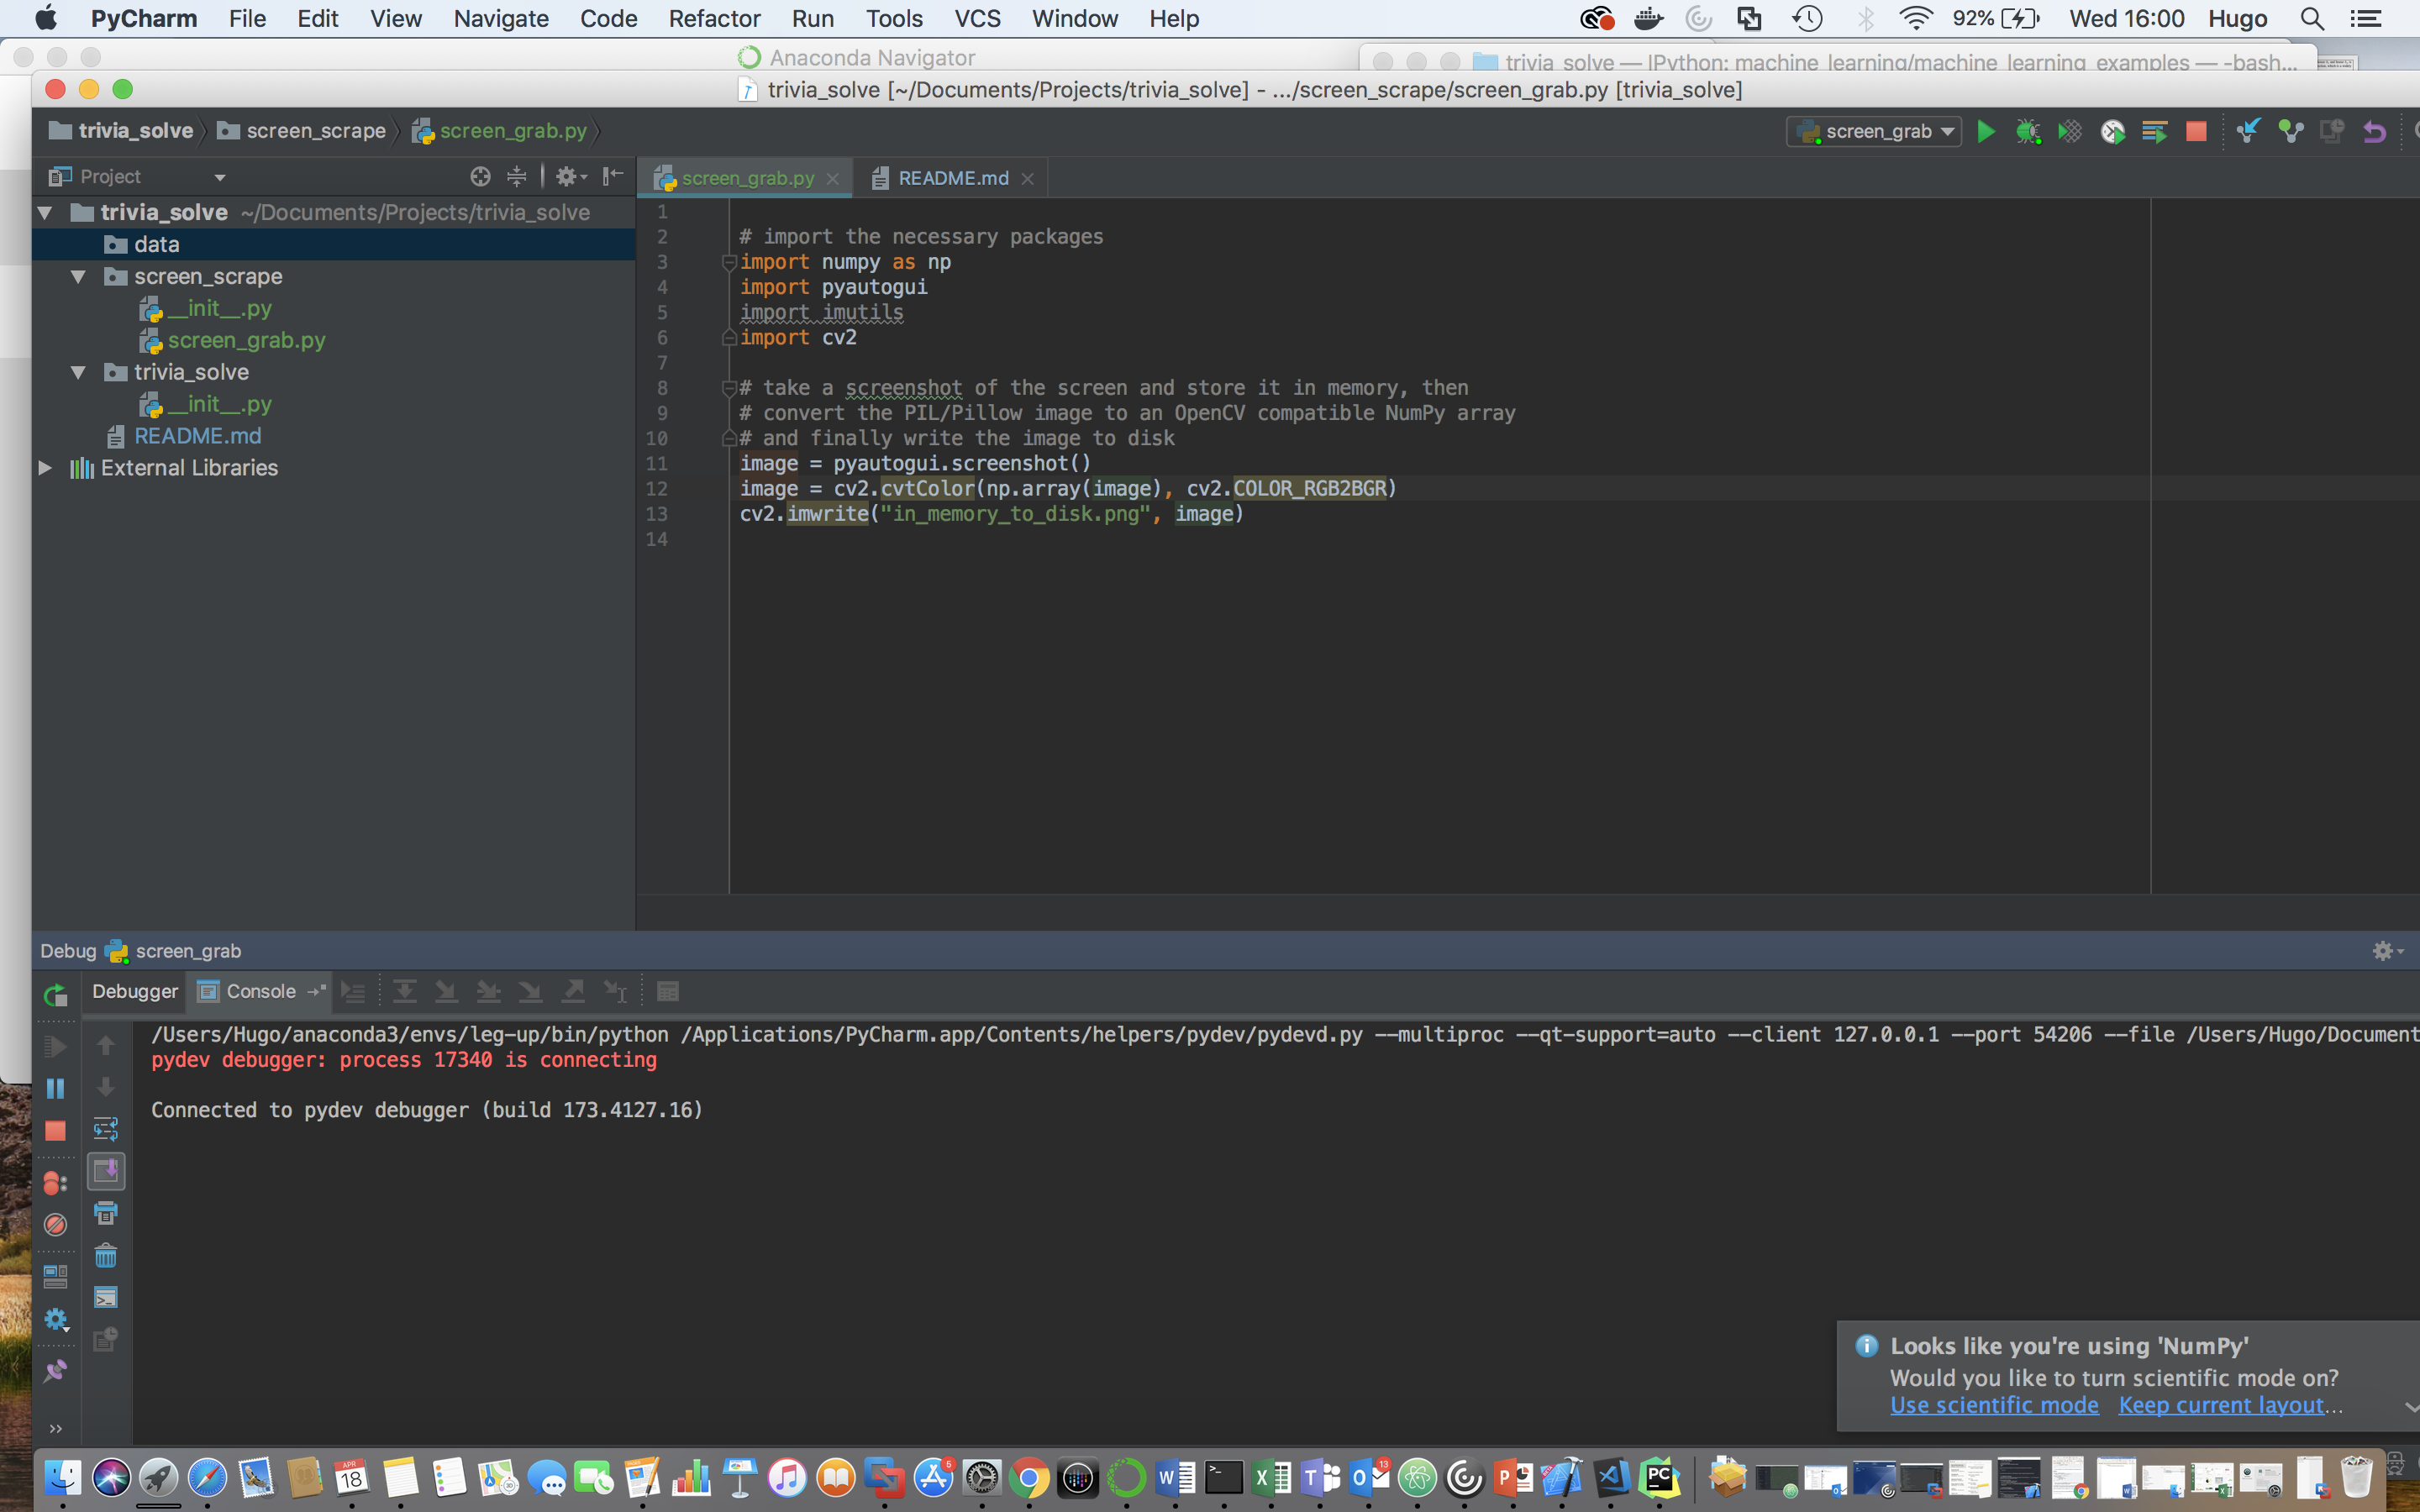 PyCharm File Edit View Navigate Code Refactor Run Tools VCS Window Help 92% Wed 16:00 Hugo
Anaconda Navigator
trivia_solve — IPython: machine_learning/machine_learning_examples — -bash...
trivia_solve [~/Documents/Projects/trivia_solve] - .../screen_scrape/screen_grab.py [trivia_solve]
trivia_solve screen_scrape screen_grab.py screen_grab
Project
screen_grab.py README.md
trivia_solve ~/Documents/Projects/trivia_solve
data
screen_scrape
__init__.py
screen_grab.py
trivia_solve
__init__.py
README.md
External Libraries
1
2 # import the necessary packages
3 import numpy as np
4 import pyautogui
5 import imutils
6 import cv2
7
8 # take a screenshot of the screen and store it in memory, then
9 # convert the PIL/Pillow image to an OpenCV compatible NumPy array
10 # and finally write the image to disk
11 image = pyautogui.screenshot()
12 image = cv2.cvtColor(np.array(image), cv2.COLOR_RGB2BGR)
13 cv2.imwrite("in_memory_to_disk.png", image)
14
Debug screen_grab
Debugger Console
/Users/Hugo/anaconda3/envs/leg-up/bin/python /Applications/PyCharm.app/Contents/helpers/pydev/pydevd.py --multiproc --qt-support=auto --client 127.0.0.1 --port 54206 --file /Users/Hugo/Document
pydev debugger: process 17340 is connecting
Connected to pydev debugger (build 173.4127.16)
Looks like you're using 'NumPy'
Would you like to turn scientific mode on?
Use scientific mode Keep current layout...
APR
18
5
13
PC